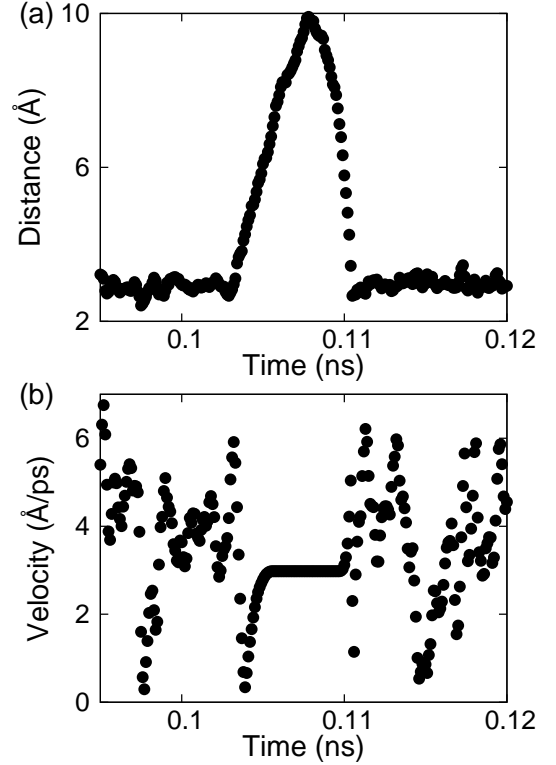 (a)
10
6
2
Distance (Å)
0.1
0.11
0.12
Time (ns)
(b)
6
4
2
0
Velocity (Å/ps)
0.1
0.11
0.12
Time (ns)